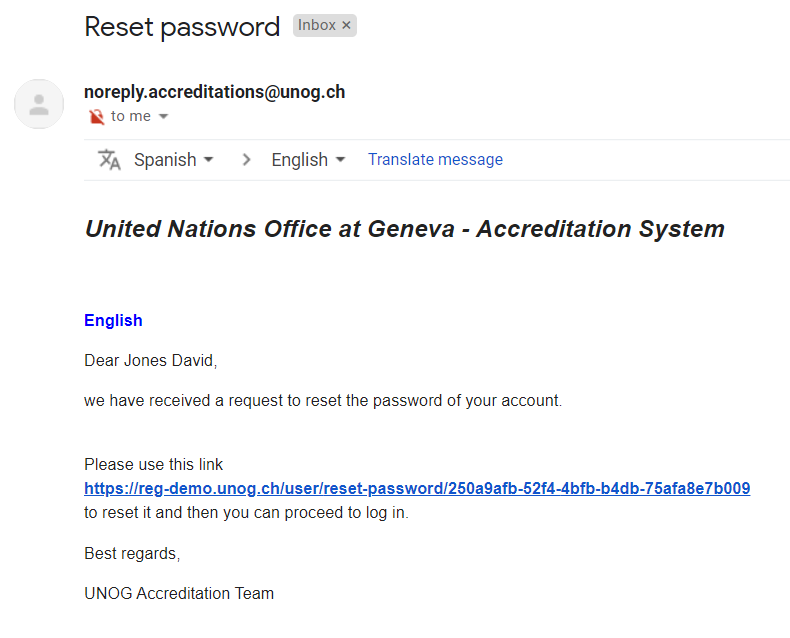 Reset password Inbox ×
noreply.accreditations@unog.ch
to me
Spanish > English Translate message
United Nations Office at Geneva - Accreditation System
English
Dear Jones David,
we have received a request to reset the password of your account.
Please use this link
https://reg-demo.unog.ch/user/reset-password/250a9afb-52f4-4bfb-b4db-75afa8e7b009
to reset it and then you can proceed to log in.
Best regards,
UNOG Accreditation Team